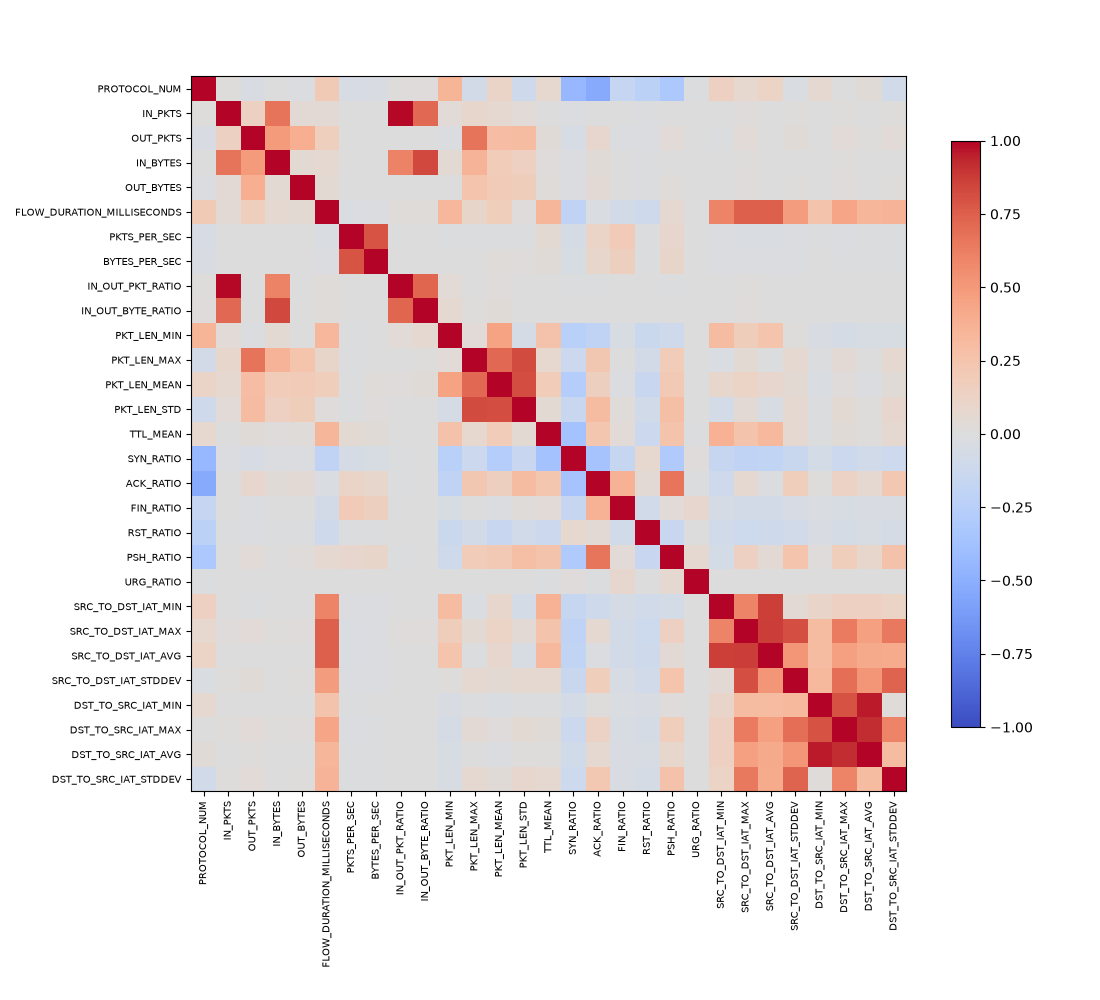 PROTOCOL_NUM
IN_PKTS
OUT_PKTS
IN_BYTES
OUT_BYTES
FLOW_DURATION_MILLISECONDS
PKTS_PER_SEC
BYTES_PER_SEC
IN_OUT_PKT_RATIO
IN_OUT_BYTE_RATIO
PKT_LEN_MIN
PKT_LEN_MAX
PKT_LEN_MEAN
PKT_LEN_STD
TTL_MEAN
SYN_RATIO
ACK_RATIO
FIN_RATIO
RST_RATIO
PSH_RATIO
URG_RATIO
SRC_TO_DST_IAT_MIN
SRC_TO_DST_IAT_MAX
SRC_TO_DST_IAT_AVG
SRC_TO_DST_IAT_STDDEV
DST_TO_SRC_IAT_MIN
DST_TO_SRC_IAT_MAX
DST_TO_SRC_IAT_AVG
DST_TO_SRC_IAT_STDDEV
PROTOCOL_NUM
IN_PKTS
OUT_PKTS
IN_BYTES
OUT_BYTES
FLOW_DURATION_MILLISECONDS
PKTS_PER_SEC
BYTES_PER_SEC
IN_OUT_PKT_RATIO
IN_OUT_BYTE_RATIO
PKT_LEN_MIN
PKT_LEN_MAX
PKT_LEN_MEAN
PKT_LEN_STD
TTL_MEAN
SYN_RATIO
ACK_RATIO
FIN_RATIO
RST_RATIO
PSH_RATIO
URG_RATIO
SRC_TO_DST_IAT_MIN
SRC_TO_DST_IAT_MAX
SRC_TO_DST_IAT_AVG
SRC_TO_DST_IAT_STDDEV
DST_TO_SRC_IAT_MIN
DST_TO_SRC_IAT_MAX
DST_TO_SRC_IAT_AVG
DST_TO_SRC_IAT_STDDEV
1.00
0.75
0.50
0.25
0.00
−0.25
−0.50
−0.75
−1.00